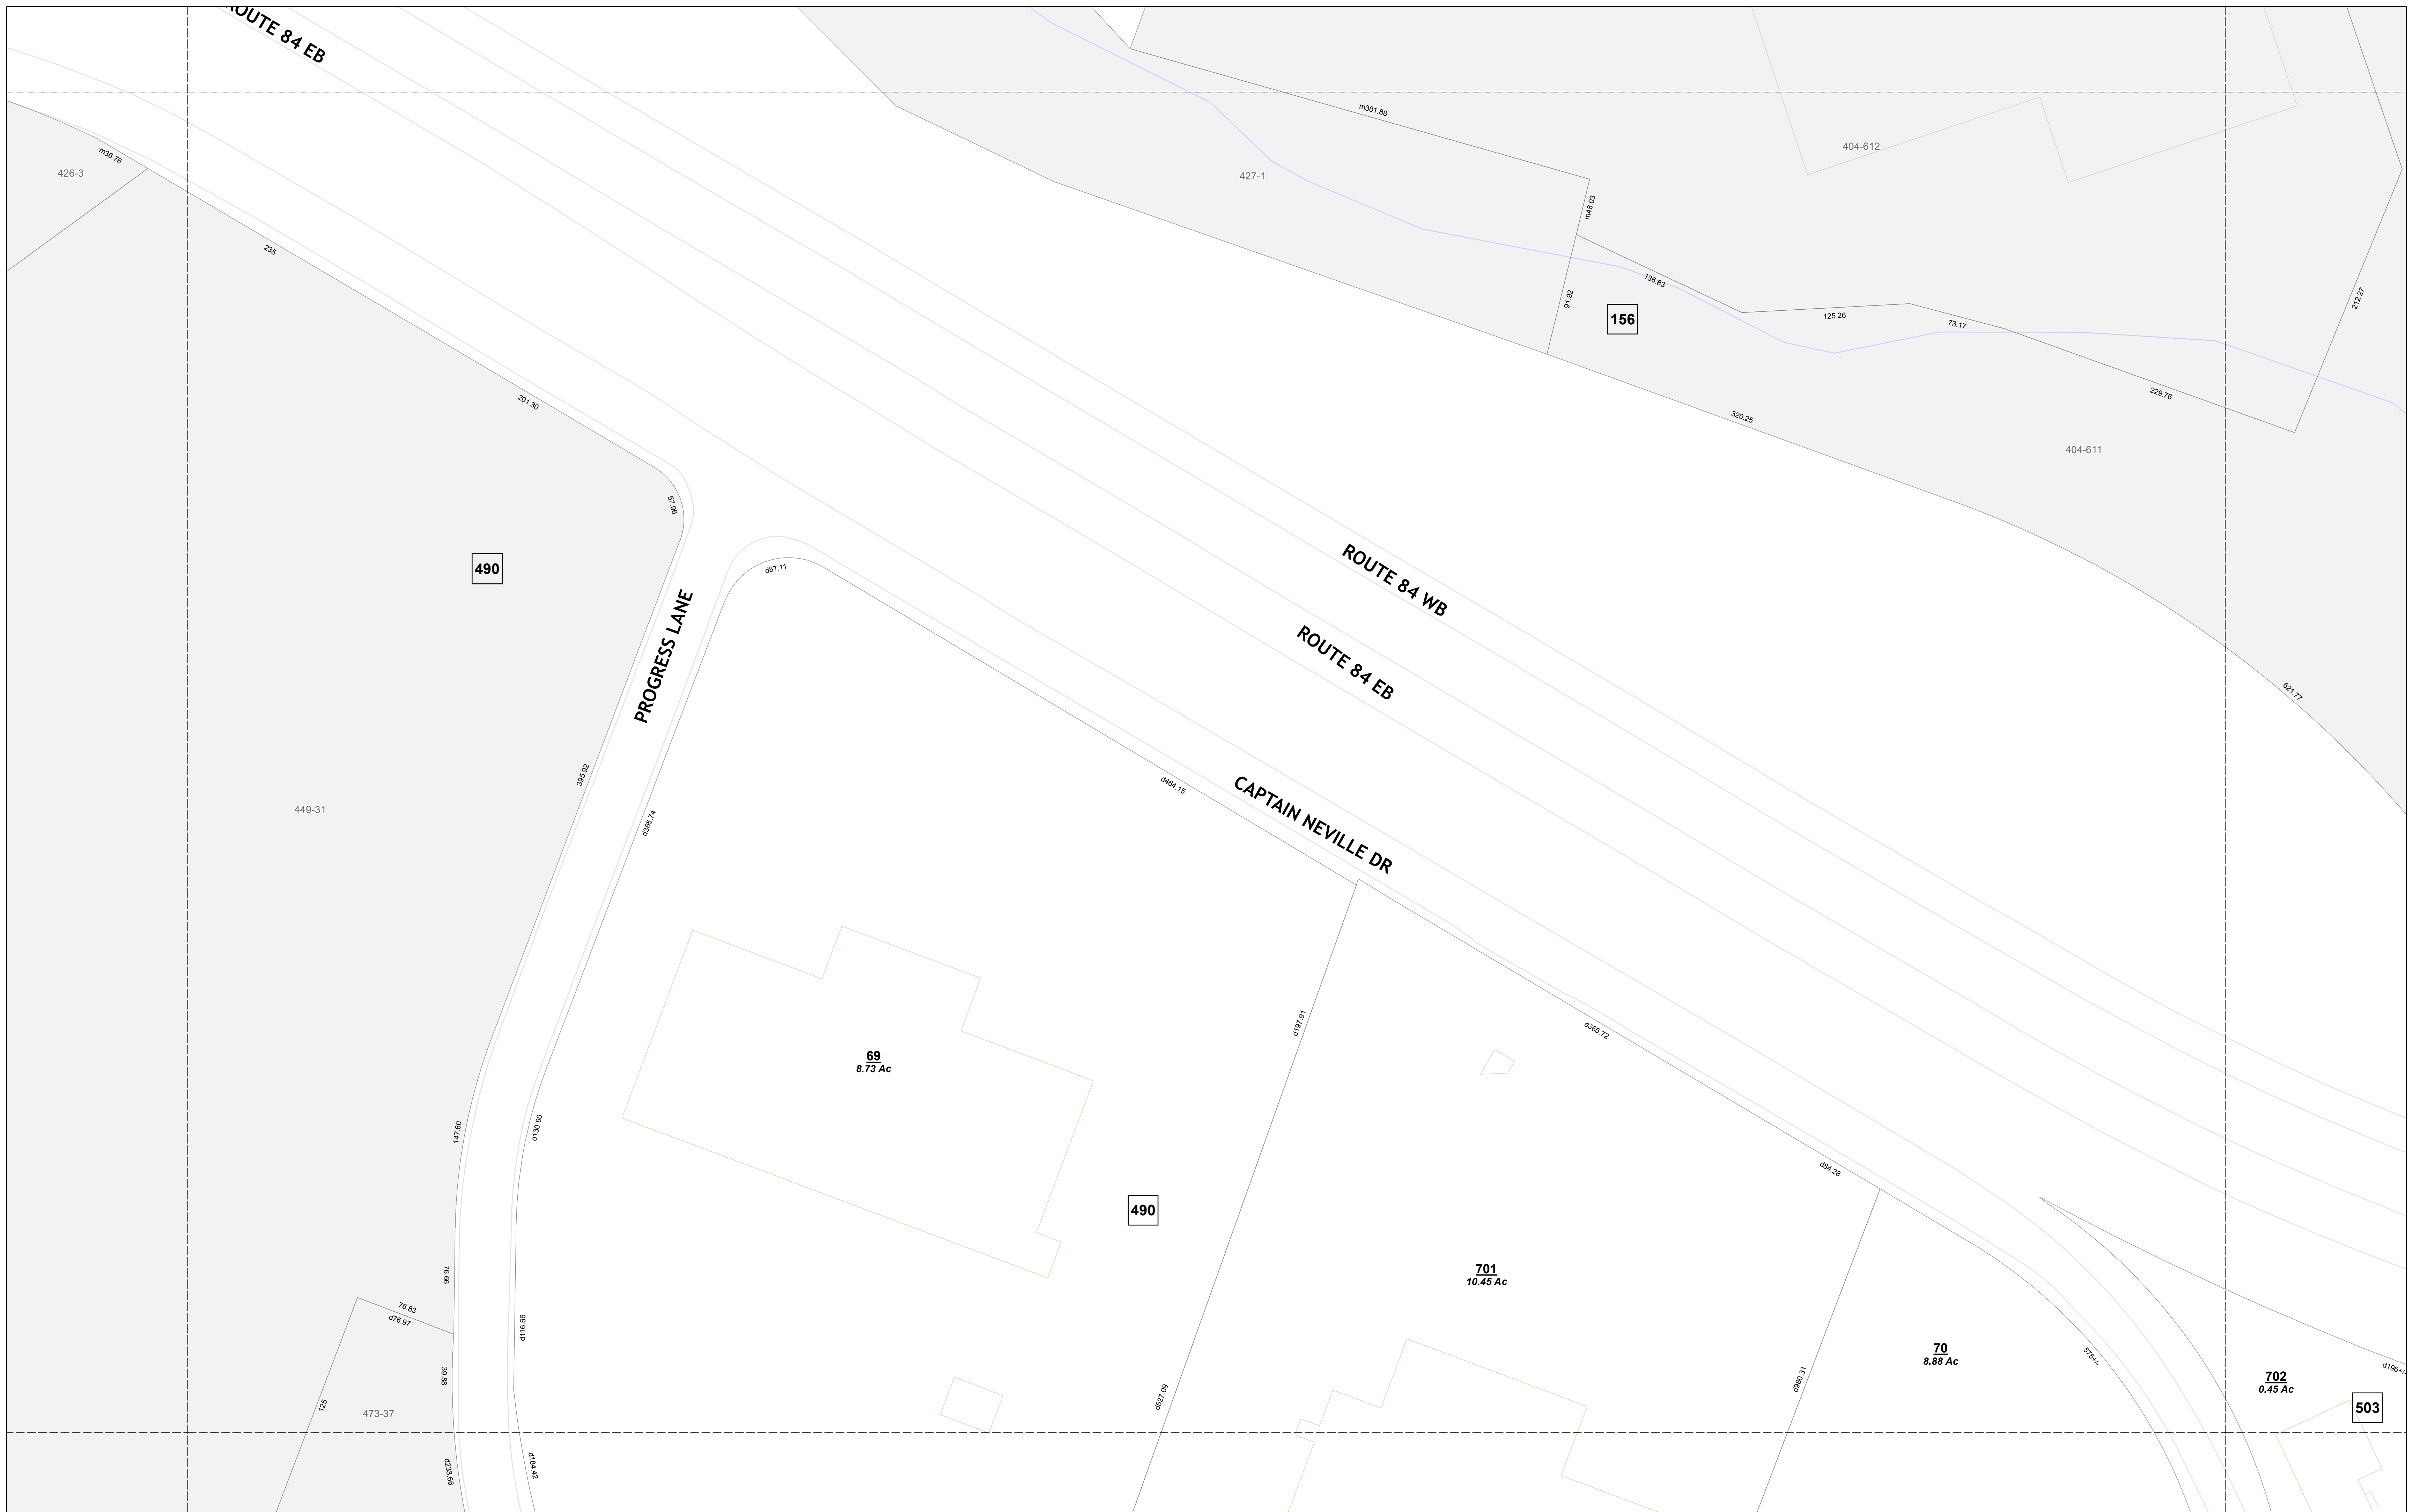 ROUTE 84 EB
m381.88
404-612
m36.76
426-3
427-1
m48.03
235
136.83
91.92
156
125.26
73.17
212.27
229.76
201.30
320.25
404-611
57.96
490
d87.11
ROUTE 84 WB
ROUTE 84 EB
PROGRESS LANE
621.77
395.92
d464.15
CAPTAIN NEVILLE DR
449-31
d365.74
d197.91
d365.72
69
8.73 Ac
147.60
d130.90
d84.28
490
76.66
701
10.45 Ac
76.83
d76.97
d116.66
70
8.88 Ac
575+/-
39.88
d980.31
702
0.45 Ac
d196+/-
125
473-37
d527.09
503
d233.66
d184.42